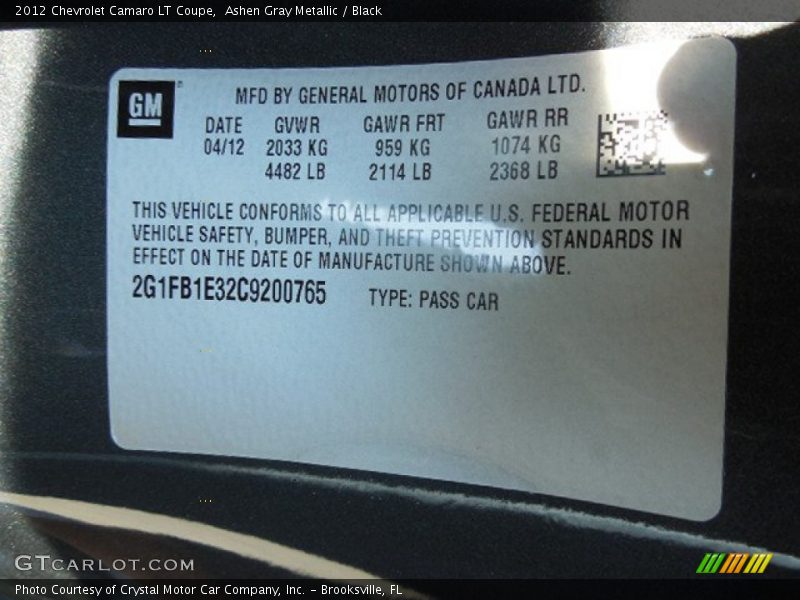 2012 Chevrolet Camaro LT Coupe, Ashen Gray Metallic / Black
GM
MFD BY GENERAL MOTORS OF CANADA LTD.
DATE GVWR GAWR FRT GAWR RR
04/12 2033 KG 959 KG 1074 KG
4482 LB 2114 LB 2368 LB
THIS VEHICLE CONFORMS TO ALL APPLICABLE U.S. FEDERAL MOTOR
VEHICLE SAFETY, BUMPER, AND THEFT PREVENTION STANDARDS IN
EFFECT ON THE DATE OF MANUFACTURE SHOWN ABOVE.
2G1FB1E32C9200765 TYPE: PASS CAR
GTCARLOT.COM
Photo Courtesy of Crystal Motor Car Company, Inc. - Brooksville, FL